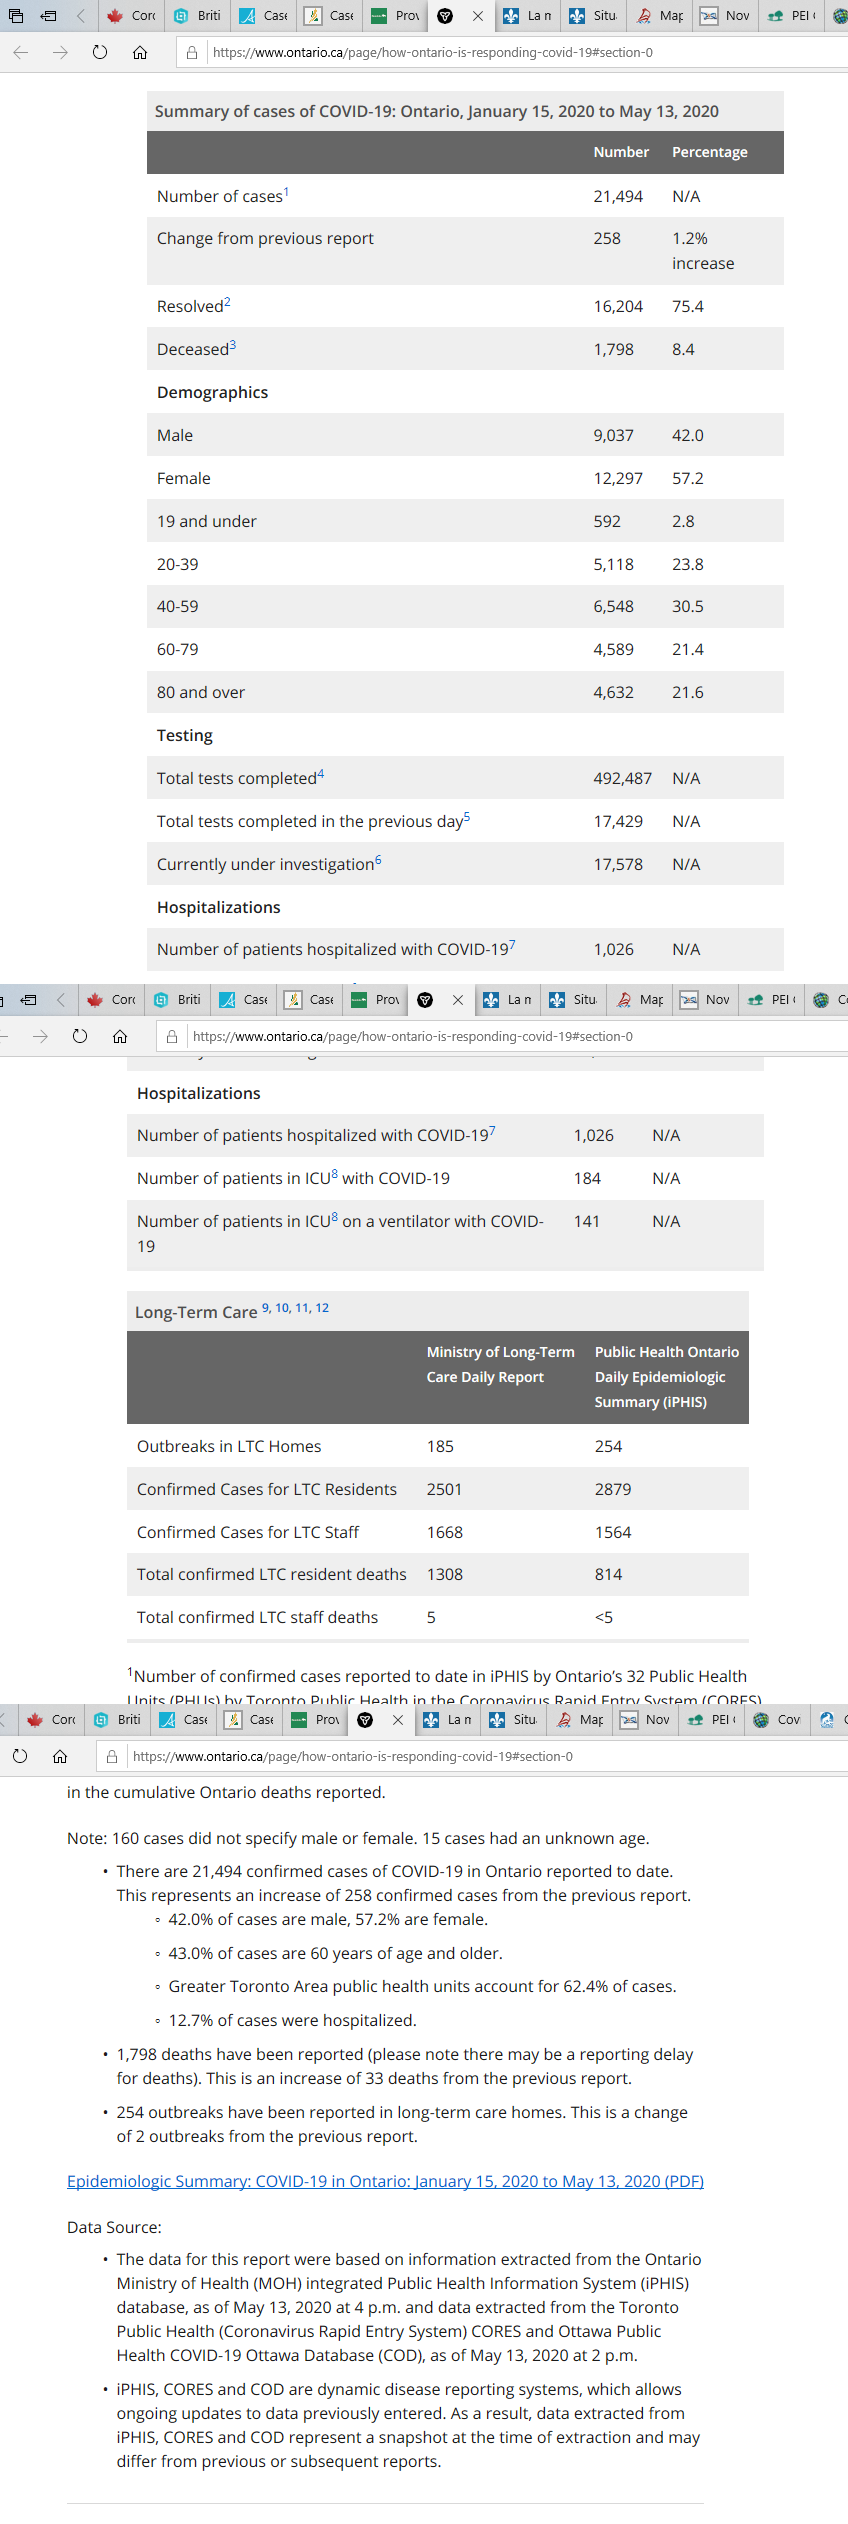 Corc Briti Case Case Prov La n Situ Map Nov PEI (
https://www.ontario.ca/page/how-ontario-is-responding-covid-19#section-0
Summary of cases of COVID-19: Ontario, January 15, 2020 to May 13, 2020
Number Percentage
Number of cases1 21,494 N/A
Change from previous report 258 1.2%
increase
Resolved2 16,204 75.4
Deceased3 1,798 8.4
Demographics
Male 9,037 42.0
Female 12,297 57.2
19 and under 592 2.8
20-39 5,118 23.8
40-59 6,548 30.5
60-79 4,589 21.4
80 and over 4,632 21.6
Testing
Total tests completed4 492,487 N/A
Total tests completed in the previous day5 17,429 N/A
Currently under investigation6 17,578 N/A
Hospitalizations
Number of patients hospitalized with COVID-197 1,026 N/A
Corc Briti Case Case Prov La n Situ Map Nov PEI ( Co
https://www.ontario.ca/page/how-ontario-is-responding-covid-19#section-0
Hospitalizations
Number of patients hospitalized with COVID-197 1,026 N/A
Number of patients in ICU8 with COVID-19 184 N/A
Number of patients in ICU8 on a ventilator with COVID- 141 N/A
19
Long-Term Care 9, 10, 11, 12
Ministry of Long-Term Public Health Ontario
Care Daily Report Daily Epidemiologic
Summary (iPHIS)
Outbreaks in LTC Homes 185 254
Confirmed Cases for LTC Residents 2501 2879
Confirmed Cases for LTC Staff 1668 1564
Total confirmed LTC resident deaths 1308 814
Total confirmed LTC staff deaths 5 <5
1Number of confirmed cases reported to date in iPHIS by Ontario's 32 Public Health
Units (PHUs) by Toronto Public Health in the Coronavirus Rapid Entry System (CORES)
Corc Briti Case Case Prov La n Situ Map Nov PEI ( Cov
https://www.ontario.ca/page/how-ontario-is-responding-covid-19#section-0
in the cumulative Ontario deaths reported.
Note: 160 cases did not specify male or female. 15 cases had an unknown age.
• There are 21,494 confirmed cases of COVID-19 in Ontario reported to date.
This represents an increase of 258 confirmed cases from the previous report.
◦ 42.0% of cases are male, 57.2% are female.
◦ 43.0% of cases are 60 years of age and older.
◦ Greater Toronto Area public health units account for 62.4% of cases.
◦ 12.7% of cases were hospitalized.
• 1,798 deaths have been reported (please note there may be a reporting delay
for deaths). This is an increase of 33 deaths from the previous report.
• 254 outbreaks have been reported in long-term care homes. This is a change
of 2 outbreaks from the previous report.
Epidemiologic Summary: COVID-19 in Ontario: January 15, 2020 to May 13, 2020 (PDF)
Data Source:
• The data for this report were based on information extracted from the Ontario
Ministry of Health (MOH) integrated Public Health Information System (iPHIS)
database, as of May 13, 2020 at 4 p.m. and data extracted from the Toronto
Public Health (Coronavirus Rapid Entry System) CORES and Ottawa Public
Health COVID-19 Ottawa Database (COD), as of May 13, 2020 at 2 p.m.
• iPHIS, CORES and COD are dynamic disease reporting systems, which allows
ongoing updates to data previously entered. As a result, data extracted from
iPHIS, CORES and COD represent a snapshot at the time of extraction and may
differ from previous or subsequent reports.